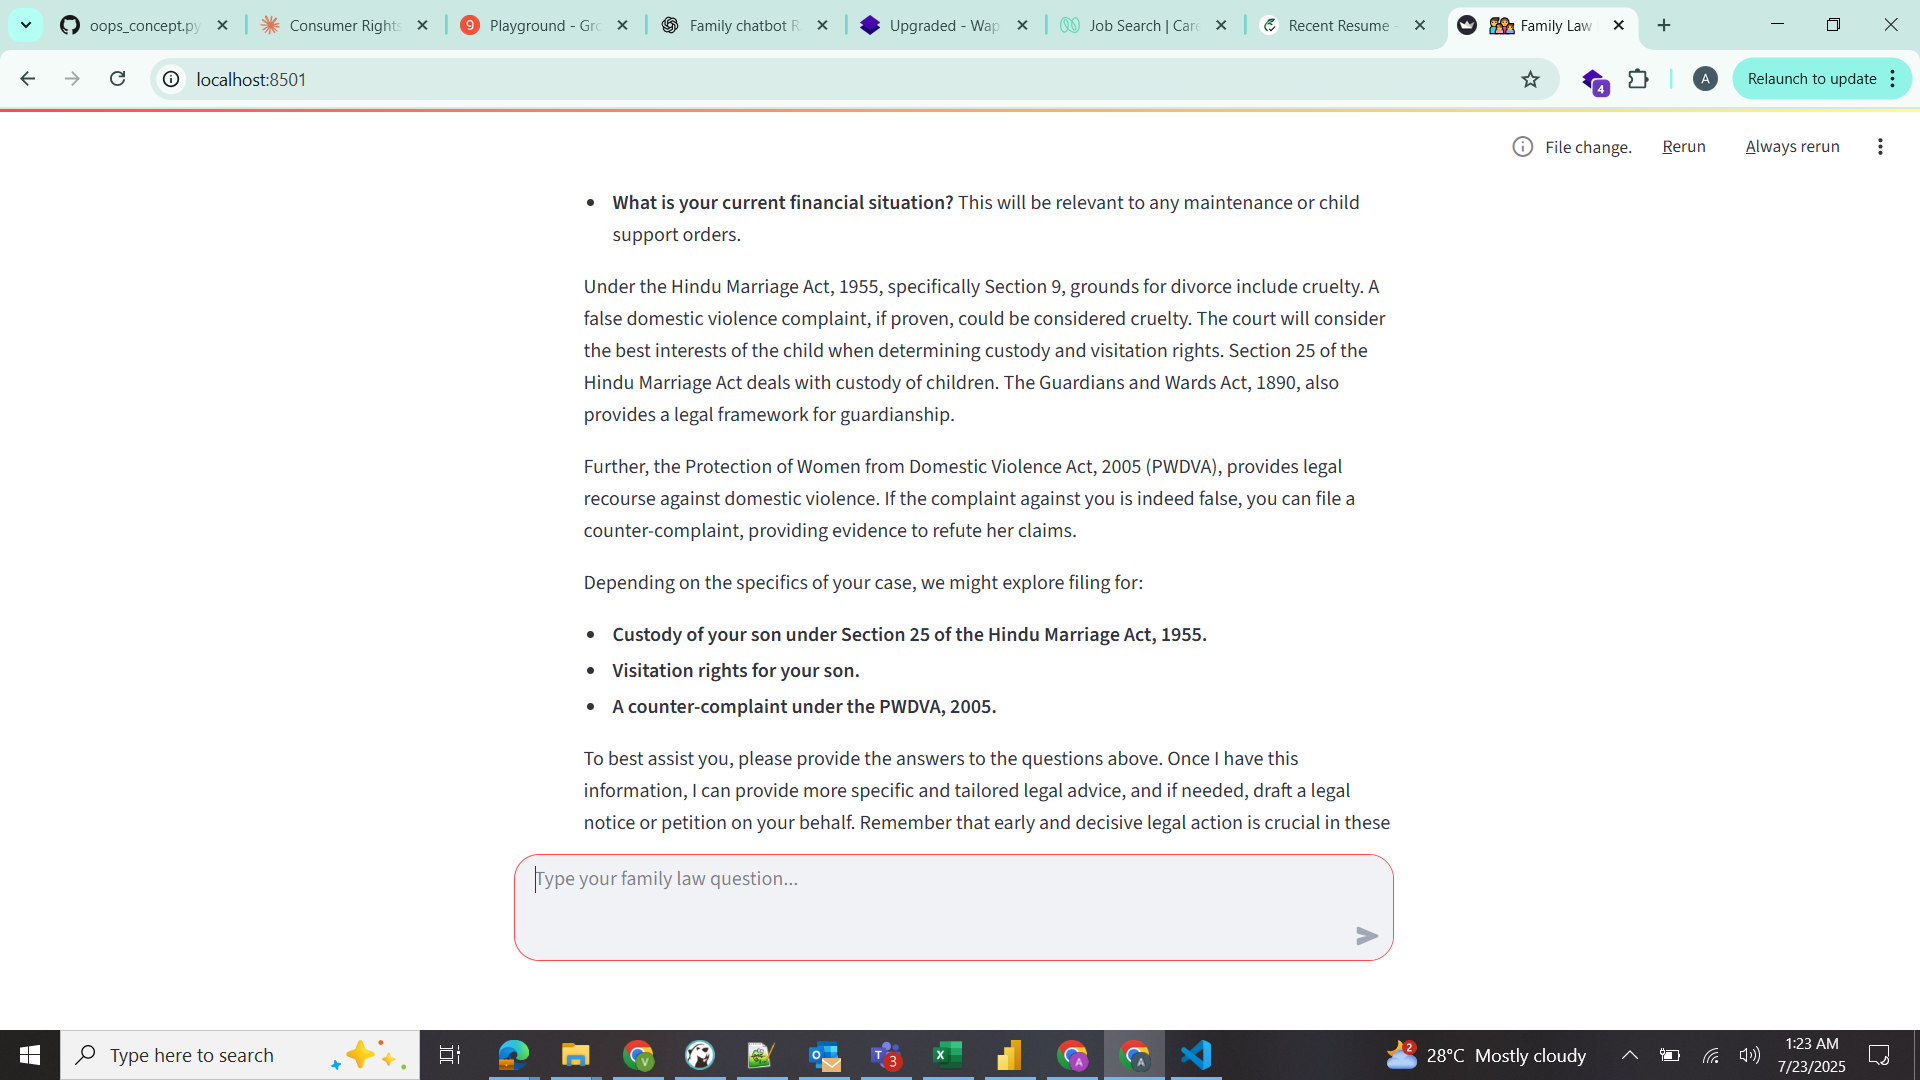 oops_concept.py
Consumer Rights
Playground - Gro
Family chatbot R
Upgraded - Wap
Job Search | Care
Recent Resume -
Family Law
localhost:8501
4
A
Relaunch to update
File change.
Rerun
Always rerun
• What is your current financial situation? This will be relevant to any maintenance or child
support orders.
Under the Hindu Marriage Act, 1955, specifically Section 9, grounds for divorce include cruelty. A
false domestic violence complaint, if proven, could be considered cruelty. The court will consider
the best interests of the child when determining custody and visitation rights. Section 25 of the
Hindu Marriage Act deals with custody of children. The Guardians and Wards Act, 1890, also
provides a legal framework for guardianship.
Further, the Protection of Women from Domestic Violence Act, 2005 (PWDVA), provides legal
recourse against domestic violence. If the complaint against you is indeed false, you can file a
counter-complaint, providing evidence to refute her claims.
Depending on the specifics of your case, we might explore filing for:
• Custody of your son under Section 25 of the Hindu Marriage Act, 1955.
• Visitation rights for your son.
• A counter-complaint under the PWDVA, 2005.
To best assist you, please provide the answers to the questions above. Once I have this
information, I can provide more specific and tailored legal advice, and if needed, draft a legal
notice or petition on your behalf. Remember that early and decisive legal action is crucial in these
Type your family law question...
Type here to search
V
3
A
A
2
28°C Mostly cloudy
1:23 AM
7/23/2025